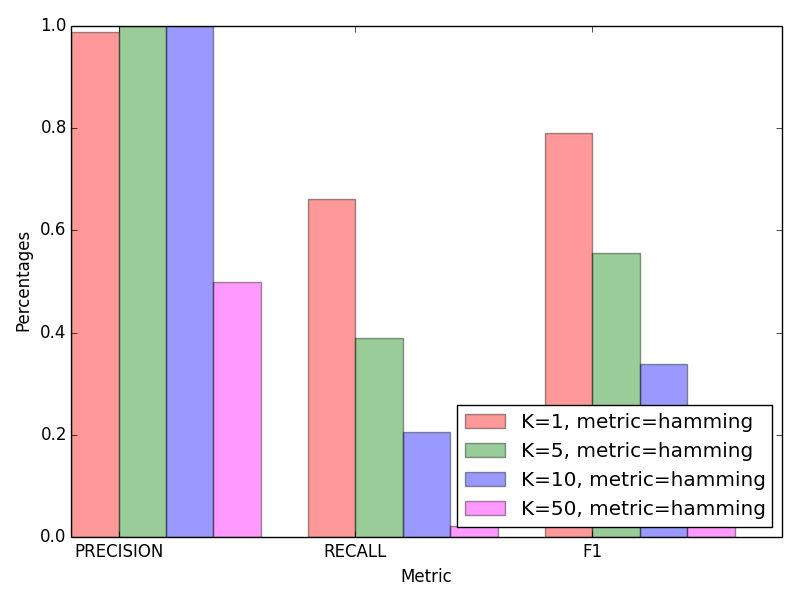 1.0
0.8
0.6
0.4
0.2
0.0
Percentages
K=1, metric=hamming
K=5, metric=hamming
K=10, metric=hamming
K=50, metric=hamming
PRECISION RECALL F1
Metric